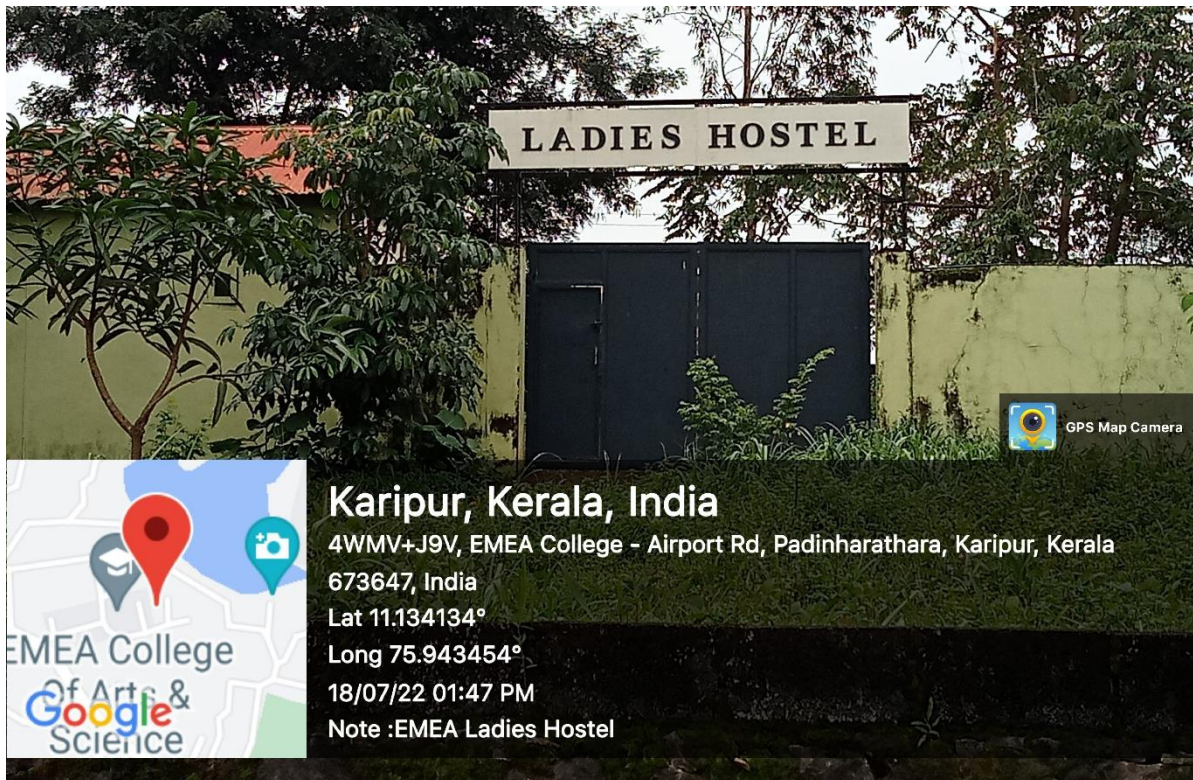 LADIES HOSTEL
GPS Map Camera
Karipur, Kerala, India
4WMV+J9V, EMEA College - Airport Rd, Padinharathara, Karipur, Kerala
673647, India
Lat 11.134134°
Long 75.943454°
18/07/22 01:47 PM
Note :EMEA Ladies Hostel
EMEA College
Of Arts &
Google
Science